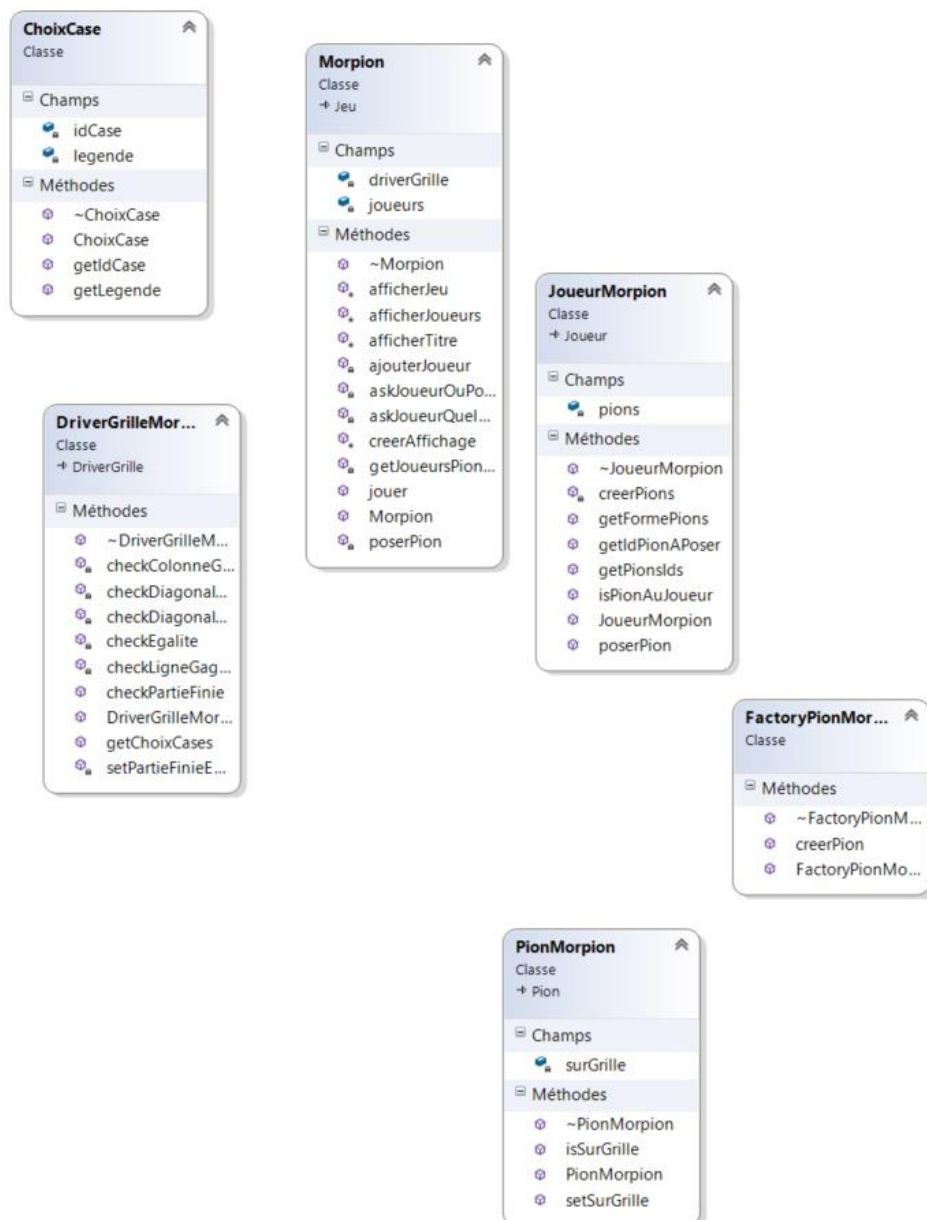 ChoixCase
Classe
Champs
idCase
legende
Méthodes
~ChoixCase
ChoixCase
getIdCase
getLegende
Morpion
Classe
Jeu
Champs
driverGrille
joueurs
Méthodes
~Morpion
afficherJeu
afficherJoueurs
afficherTitre
ajouterJoueur
askJoueurOuPo...
askJoueurQuel...
creerAffichage
getJoueursPion...
jouer
Morpion
poserPion
JoueurMorpion
Classe
Joueur
Champs
pions
Méthodes
~JoueurMorpion
creerPions
getFormePions
getIdPionAPoser
getPionsIds
isPionAuJoueur
JoueurMorpion
poserPion
DriverGrilleMor...
Classe
DriverGrille
Méthodes
~DriverGrilleM...
checkColonneG...
checkDiagonal...
checkDiagonal...
checkEgalite
checkLigneGag...
checkPartieFinie
DriverGrilleMor...
getChoixCases
setPartieFinieE...
FactoryPionMor...
Classe
Méthodes
~FactoryPionM...
creerPion
FactoryPionMo...
PionMorpion
Classe
Pion
Champs
surGrille
Méthodes
~PionMorpion
isSurGrille
PionMorpion
setSurGrille